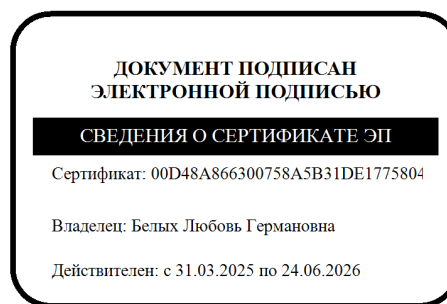 ДОКУМЕНТ ПОДПИСАН
ЭЛЕКТРОННОЙ ПОДПИСЬЮ
СВЕДЕНИЯ О СЕРТИФИКАТЕ ЭП
Сертификат: 00D48A866300758A5B31DE1775804
Владелец: Белых Любовь Германовна
Действителен: с 31.03.2025 по 24.06.2026